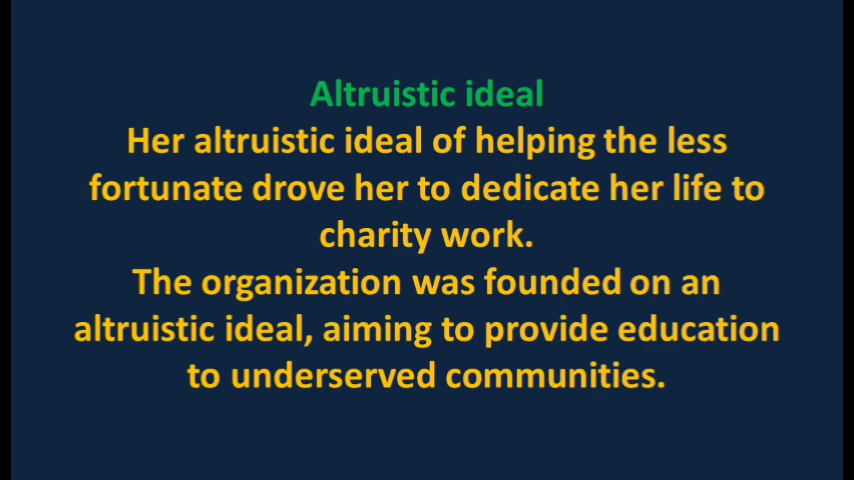 Altruistic ideal
Her altruistic ideal of helping the less
fortunate drove her to dedicate her life to
charity work.
The organization was founded on an
altruistic ideal, aiming to provide education
to underserved communities.